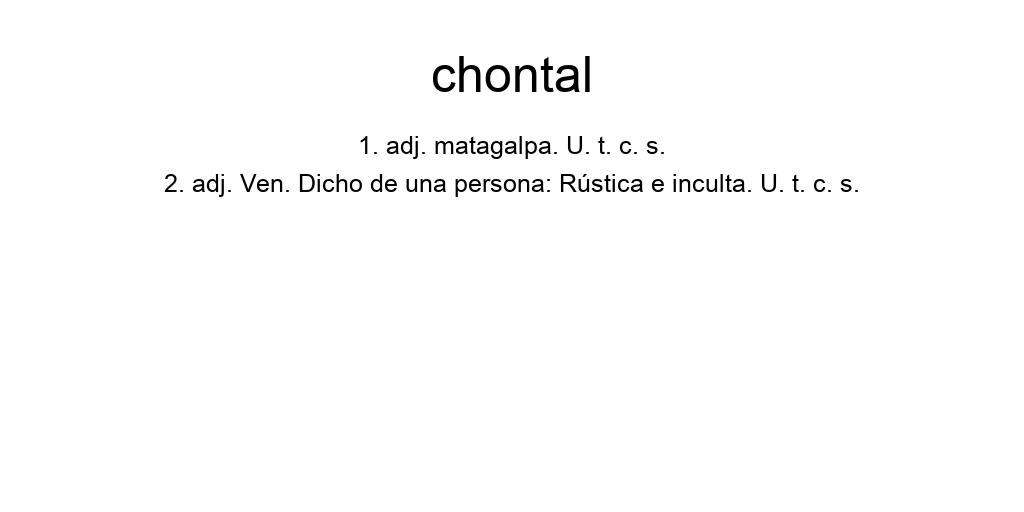 chontal
1. adj. matagalpa. U. t. c. s.
2. adj. Ven. Dicho de una persona: Rústica e inculta. U. t. c. s.